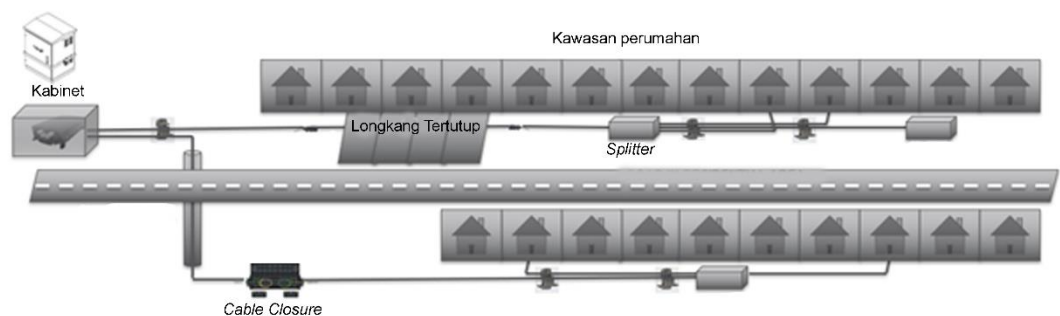 Kawasan perumahan
Kabinet
Longkang Tertutup
Splitter
Cable Closure